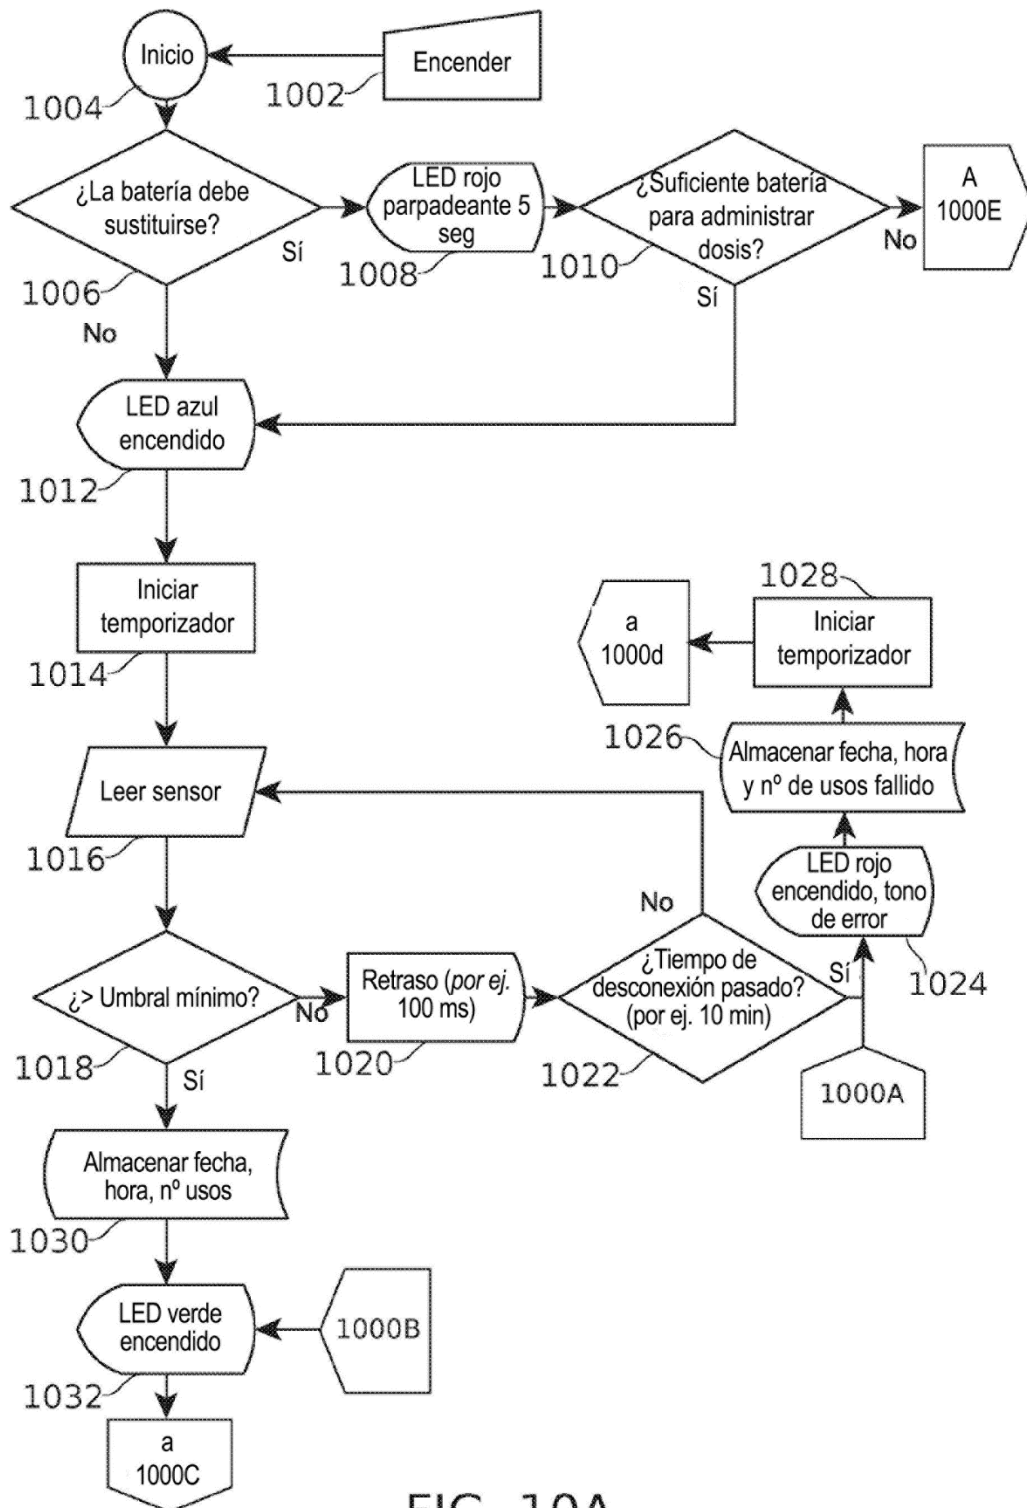 Inicio
Encender
1004
1002
¿La batería debe
sustituirse?
Sí
LED rojo
parpadeante 5
seg
¿Suficiente batería
para administrar
dosis?
No
A
1000E
1006
1008
1010
Sí
No
LED azul
encendido
1012
Iniciar
temporizador
1014
1028
Iniciar
temporizador
a
1000d
1026
Almacenar fecha, hora
y nº de usos fallido
Leer sensor
1016
LED rojo
encendido, tono
de error
1024
No
¿> Umbral mínimo?
No
Retraso (por ej.
100 ms)
¿Tiempo de
desconexión pasado?
(por ej. 10 min)
Sí
1018
1020
1022
1000A
Sí
Almacenar fecha,
hora, nº usos
1030
LED verde
encendido
1000B
1032
a
1000C
FIG. 10A